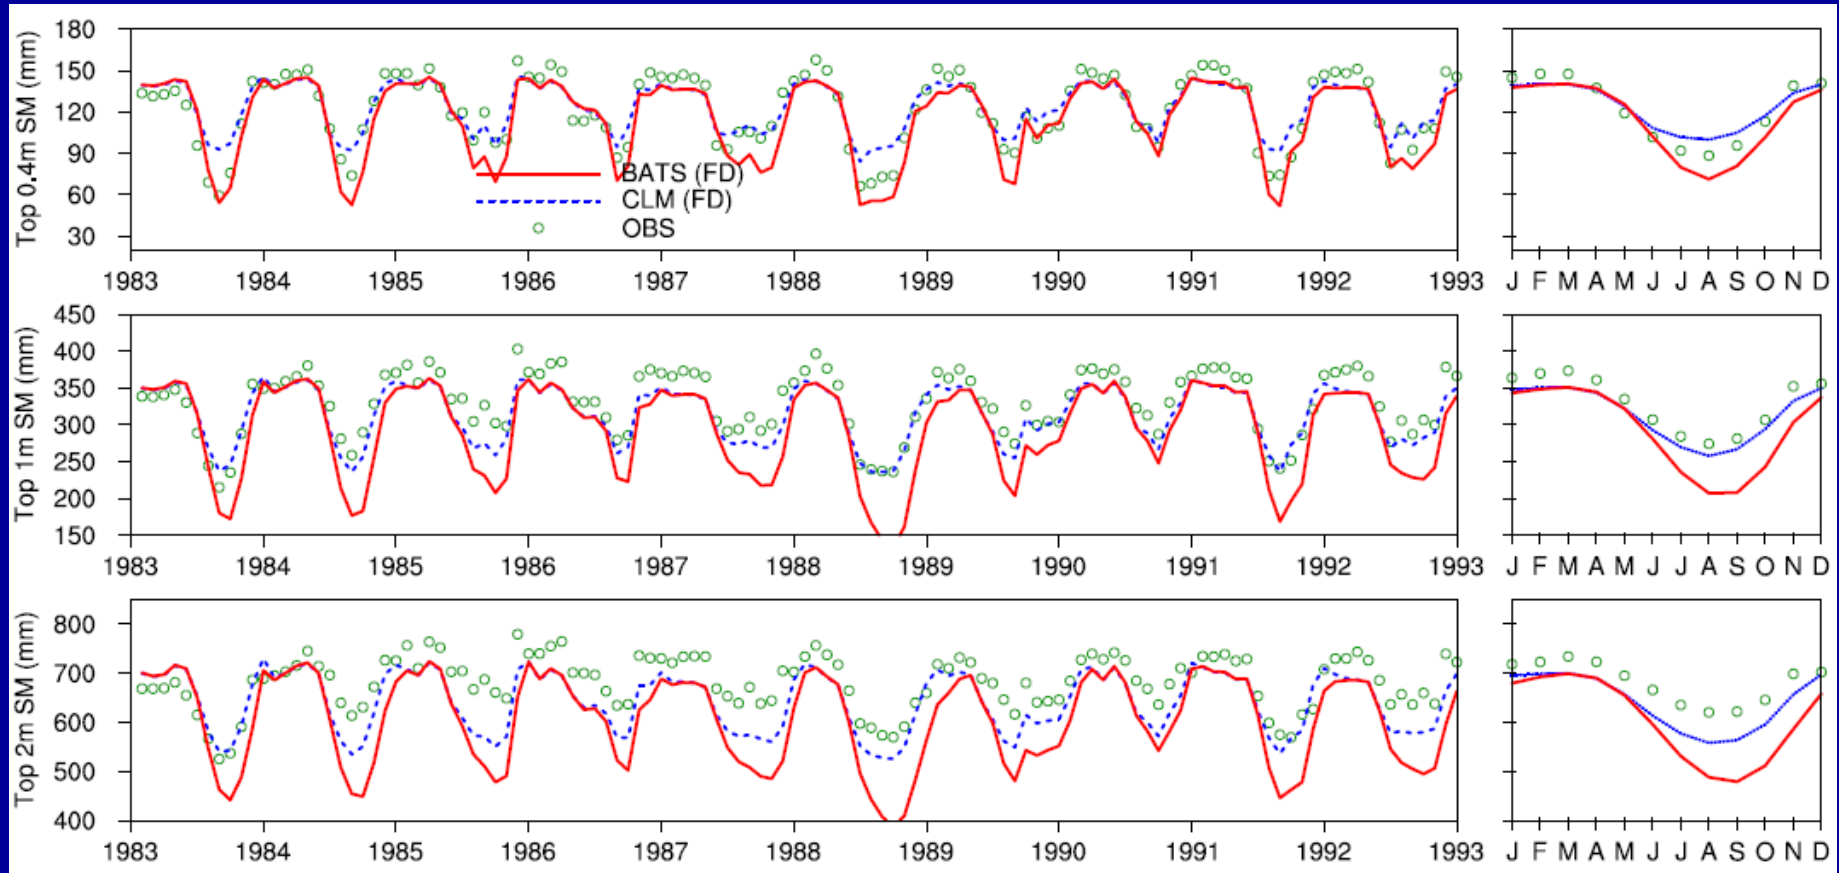 Top 0.4m SM (mm)
180
150
120
90
60
30
BATS (FD)
CLM (FD)
OBS
1983 1984 1985 1986 1987 1988 1989 1990 1991 1992 1993
J F M A M J J A S O N D
Top 1m SM (mm)
450
400
350
300
250
200
150
1983 1984 1985 1986 1987 1988 1989 1990 1991 1992 1993
J F M A M J J A S O N D
Top 2m SM (mm)
800
700
600
500
400
1983 1984 1985 1986 1987 1988 1989 1990 1991 1992 1993
J F M A M J J A S O N D